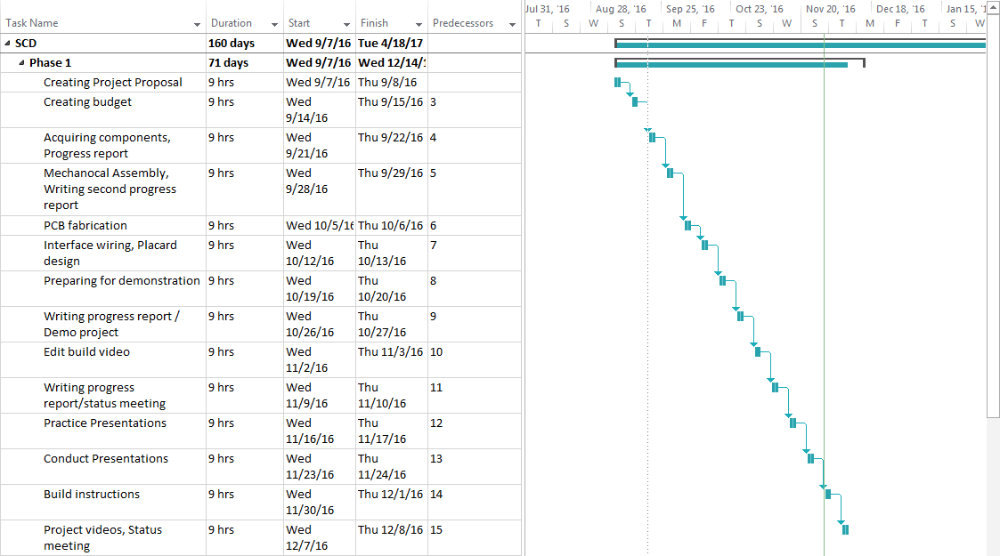 Task Name Duration Start Finish Predecessors
Jul 31, '16 Aug 28, '16 Sep 25, '16 Oct 23, '16 Nov 20, '16 Dec 18, '16 Jan 15, '1
T S W S T M F T S W S T M F T S W
SCD 160 days Wed 9/7/16 Tue 4/18/17
Phase 1 71 days Wed 9/7/16 Wed 12/14/
Creating Project Proposal 9 hrs Wed 9/7/16 Thu 9/8/16
Creating budget 9 hrs Wed Thu 9/15/16 3
9/14/16
Acquiring components, 9 hrs Wed Thu 9/22/16 4
Progress report 9/21/16
Mechanocal Assembly, 9 hrs Wed Thu 9/29/16 5
Writing second progress 9/28/16
report
PCB fabrication 9 hrs Wed 10/5/16 Thu 10/6/16 6
Interface wiring, Placard 9 hrs Wed Thu 7
design 10/12/16 10/13/16
Preparing for demonstration 9 hrs Wed Thu 8
10/19/16 10/20/16
Writing progress report / 9 hrs Wed Thu 9
Demo project 10/26/16 10/27/16
Edit build video 9 hrs Wed Thu 11/3/16 10
11/2/16
Writing progress 9 hrs Wed Thu 11
report/status meeting 11/9/16 11/10/16
Practice Presentations 9 hrs Wed Thu 12
11/16/16 11/17/16
Conduct Presentations 9 hrs Wed Thu 13
11/23/16 11/24/16
Build instructions 9 hrs Wed Thu 12/1/16 14
11/30/16
Project videos, Status 9 hrs Wed Thu 12/8/16 15
meeting 12/7/16